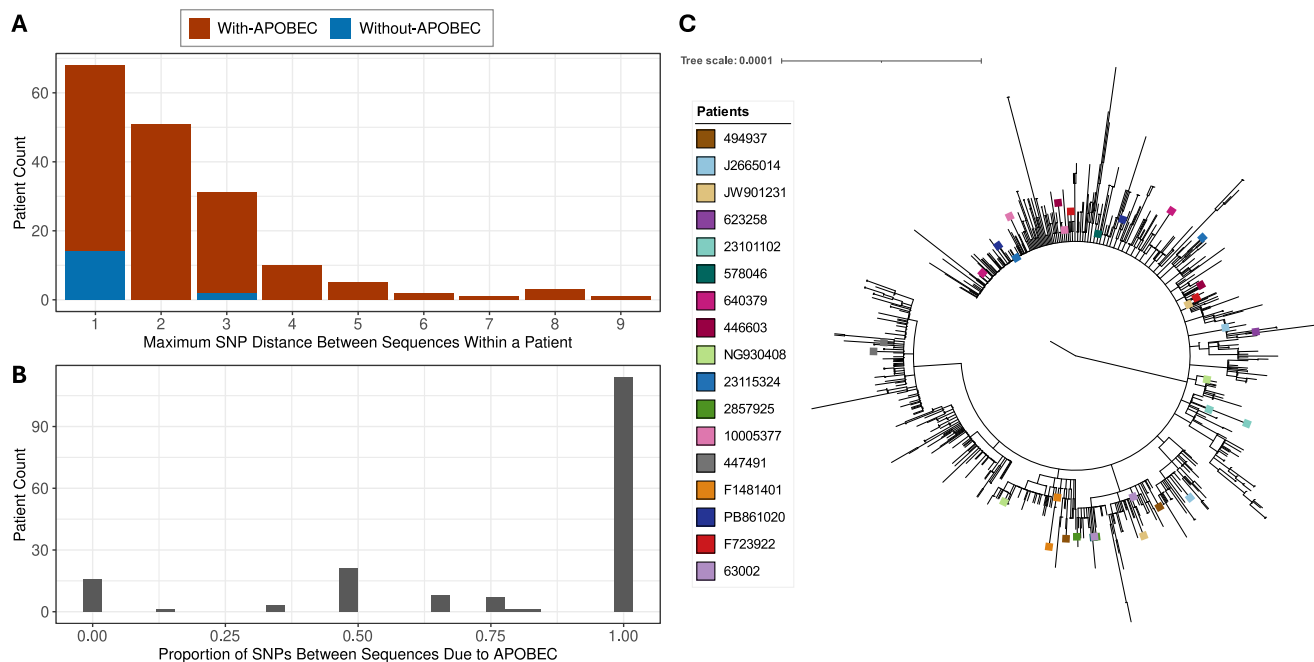 A
With-APOBEC
Without-APOBEC
Patient Count
60
40
20
0
1 2 3 4 5 6 7 8 9
Maximum SNP Distance Between Sequences Within a Patient
B
Patient Count
90
60
30
0
0.00 0.25 0.50 0.75 1.00
Proportion of SNPs Between Sequences Due to APOBEC
C
Tree scale: 0.0001
Patients
494937
J2665014
JW901231
623258
23101102
578046
640379
446603
NG930408
23115324
2857925
10005377
447491
F1481401
PB861020
F723922
63002